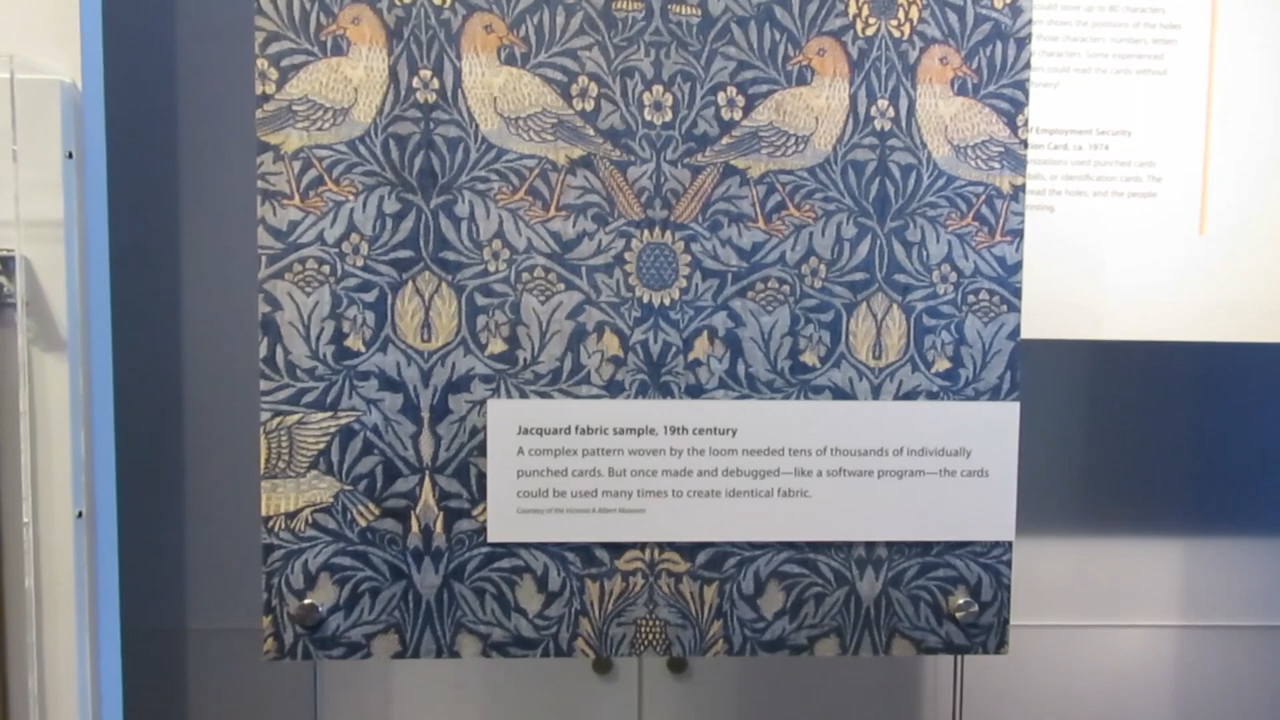 Jacquard fabric sample, 19th century
A complex pattern woven by the loom needed tens of thousands of individually
punched cards. But once made and debugged—like a software program—the cards
could be used many times to create identical fabric.
Courtesy of the Victoria & Albert Museum
could store up to 80 characters
shows the positions of the holes
those characters: numbers, letters
characters. Some experienced
could read the cards without
of Employment Security
Card, ca. 1974
used punched cards
bills, or identification cards. The
read the holes, and the people